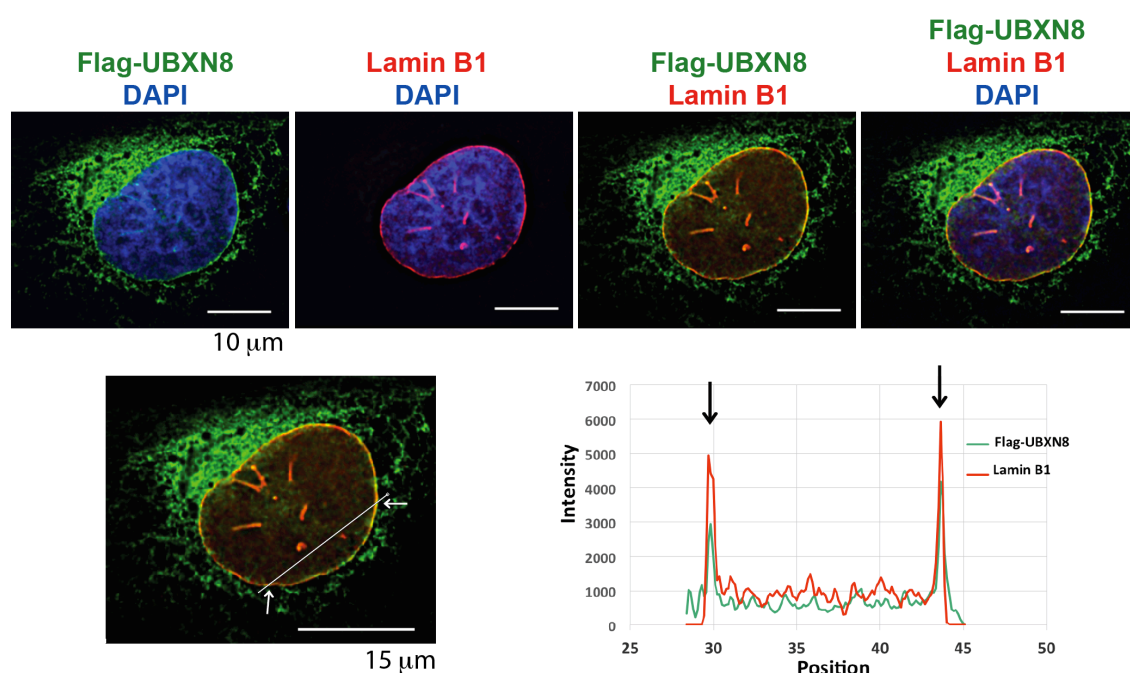 Flag-UBXN8
DAPI
Lamin B1
DAPI
Flag-UBXN8
Lamin B1
Flag-UBXN8
Lamin B1
DAPI
10 μm
15 μm
7000
6000
5000
4000
3000
2000
1000
0
Intensity
25
30
35
40
45
50
Position
Flag-UBXN8
Lamin B1